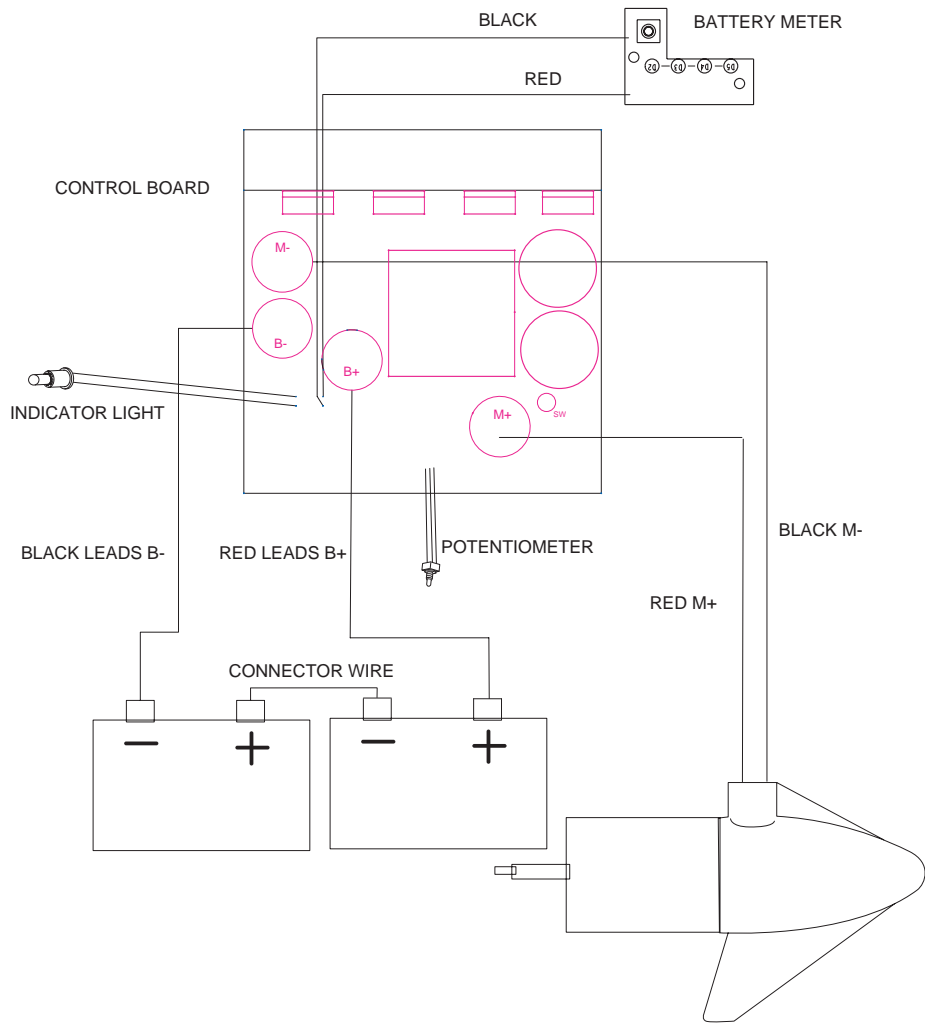 BLACK
BATTERY METER
D2 D3 D4 D5
RED
CONTROL BOARD
M-
B-
B+
M+
SW
INDICATOR LIGHT
BLACK M-
BLACK LEADS B-
RED LEADS B+
POTENTIOMETER
RED M+
CONNECTOR WIRE
− + − +